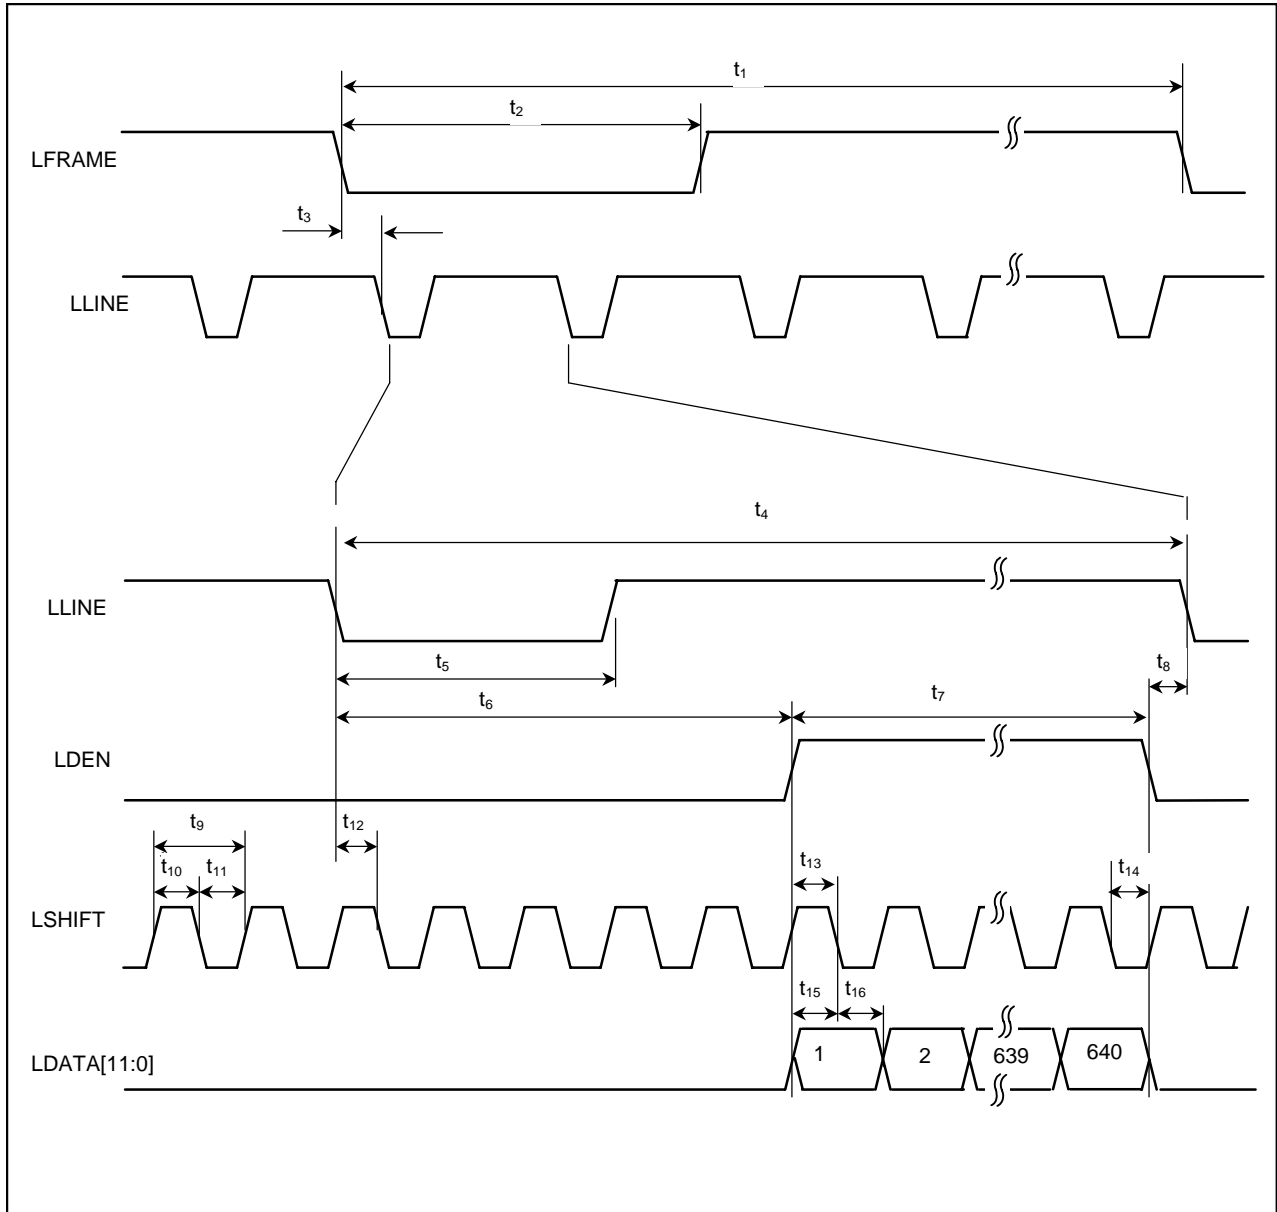 t1
t2
LFRAME
t3
LLINE
t4
LLINE
t5
t8
t6
t7
LDEN
t9
t12
t10
t11
t13
t14
LSHIFT
t15
t16
LDATA[11:0]
1
2
639
640